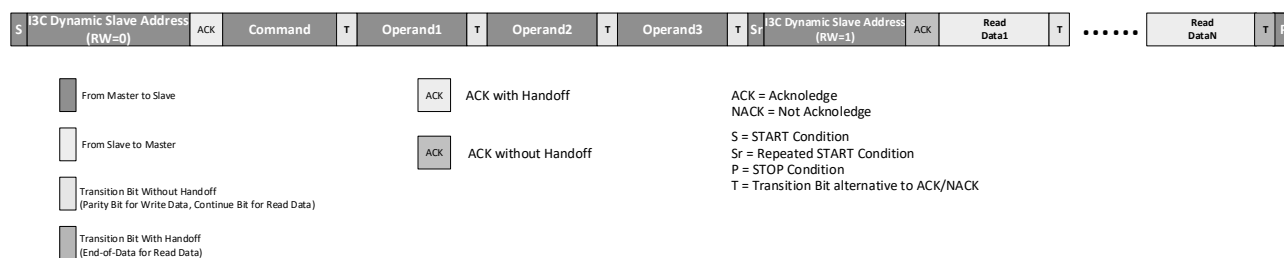 S I3C Dynamic Slave Address (RW=0) ACK Command T Operand1 T Operand2 T Operand3 T Sr I3C Dynamic Slave Address (RW=1) ACK Read Data1 T ...... Read DataN T P
From Master to Slave
From Slave to Master
Transition Bit Without Handoff
(Parity Bit for Write Data, Continue Bit for Read Data)
Transition Bit With Handoff
(End-of-Data for Read Data)
ACK ACK with Handoff
ACK ACK without Handoff
ACK = Acknoledge
NACK = Not Acknoledge
S = START Condition
Sr = Repeated START Condition
P = STOP Condition
T = Transition Bit alternative to ACK/NACK